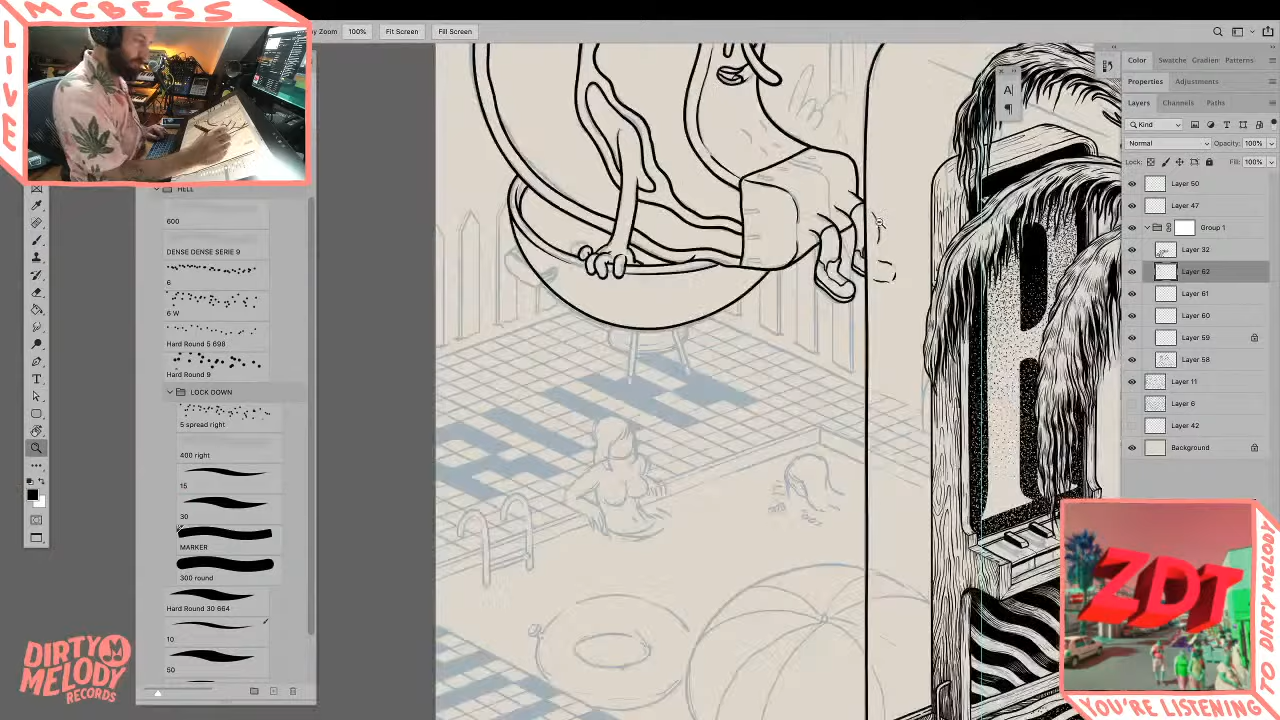 MCBESS
LIVE
Zoom
100%
Fit Screen
Fill Screen
HELL
600
DENSE DENSE SERIE 9
6
6 W
Hard Round 5 698
Hard Round 9
LOCK DOWN
5 spread right
400 right
15
30
MARKER
300 round
Hard Round 30 664
10
50
A
¶
Color
Swatche
Gradien
Patterns
Properties
Adjustments
Layers
Channels
Paths
Kind
Normal
Opacity: 100%
Lock:
100%
Layer 50
Layer 47
Group 1
Layer 32
Layer 62
Layer 61
Layer 60
Layer 59
Layer 58
Layer 11
Layer 6
Layer 42
Background
DIRTY
MELODY
RECORDS
ZDT
YOU'RE LISTENING
TO DIRTY MELODY